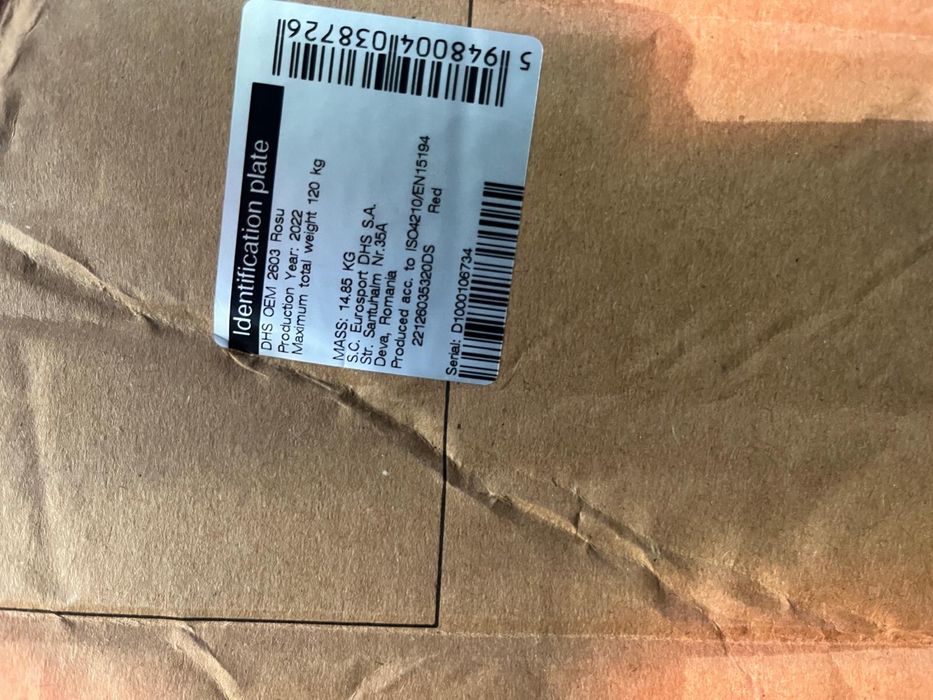 Identification plate
DHS OEM 2603 Rosu
Production Year: 2022
Maximum total weight 120 kg
MASS: 14.85 KG
S.C. Eurosport DHS S.A.
Str. Santuhalm Nr.35A
Deva, Romania
Produced acc. to ISO4210/EN15194
22126035320DS Red
Serial: D1000106734
5 948004 038726